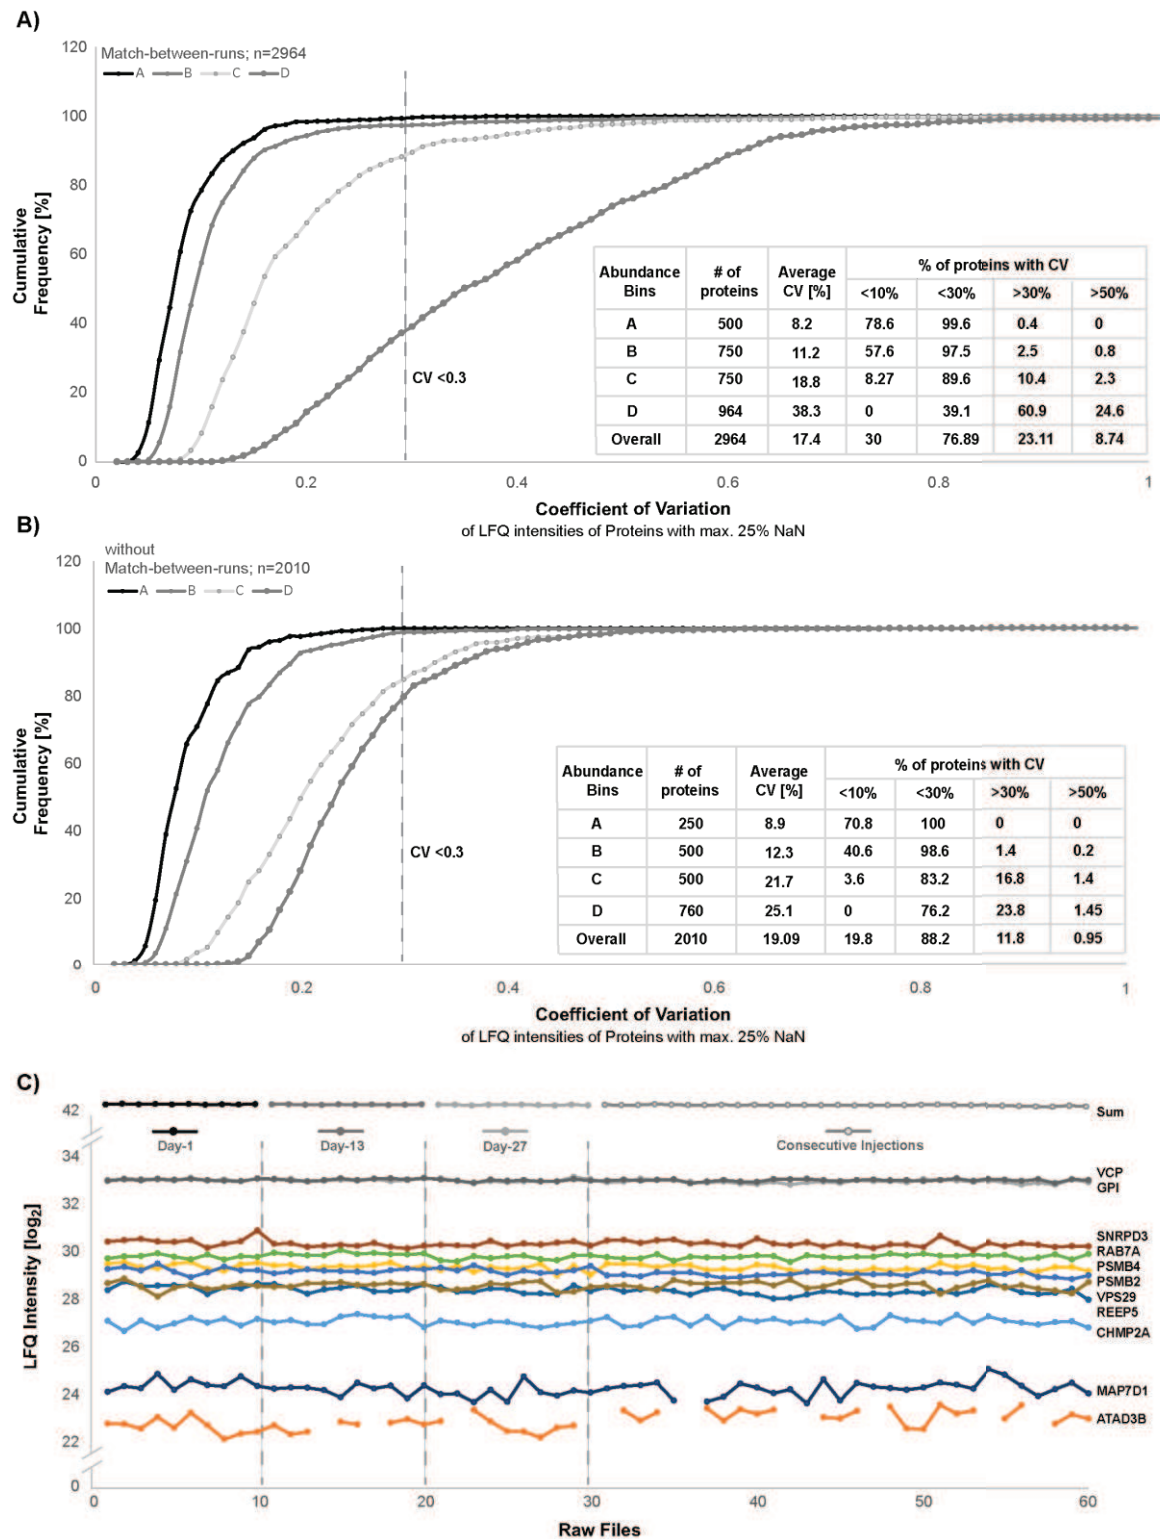 A)
Match-between-runs; n=2964
A B C D
120
100
80
60
40
20
0
Cumulative
Frequency [%]
CV <0.3
Abundance Bins # of proteins Average CV [%] % of proteins with CV
<10% <30% >30% >50%
A 500 8.2 78.6 99.6 0.4 0
B 750 11.2 57.6 97.5 2.5 0.8
C 750 18.8 8.27 89.6 10.4 2.3
D 964 38.3 0 39.1 60.9 24.6
Overall 2964 17.4 30 76.89 23.11 8.74
0 0.2 0.4 0.6 0.8 1
Coefficient of Variation
of LFQ intensities of Proteins with max. 25% NaN
B)
without
Match-between-runs; n=2010
A B C D
120
100
80
60
40
20
0
Cumulative
Frequency [%]
CV <0.3
Abundance Bins # of proteins Average CV [%] % of proteins with CV
<10% <30% >30% >50%
A 250 8.9 70.8 100 0 0
B 500 12.3 40.6 98.6 1.4 0.2
C 500 21.7 3.6 83.2 16.8 1.4
D 760 25.1 0 76.2 23.8 1.45
Overall 2010 19.09 19.8 88.2 11.8 0.95
0 0.2 0.4 0.6 0.8 1
Coefficient of Variation
of LFQ intensities of Proteins with max. 25% NaN
C)
42
34
32
30
28
26
24
22
0
LFQ Intensity [log2]
Day-1 Day-13 Day-27 Consecutive Injections
Sum
VCP
GPI
SNRPD3
RAB7A
PSMB4
PSMB2
VPS29
REEP5
CHMP2A
MAP7D1
ATAD3B
0 10 20 30 40 50 60
Raw Files